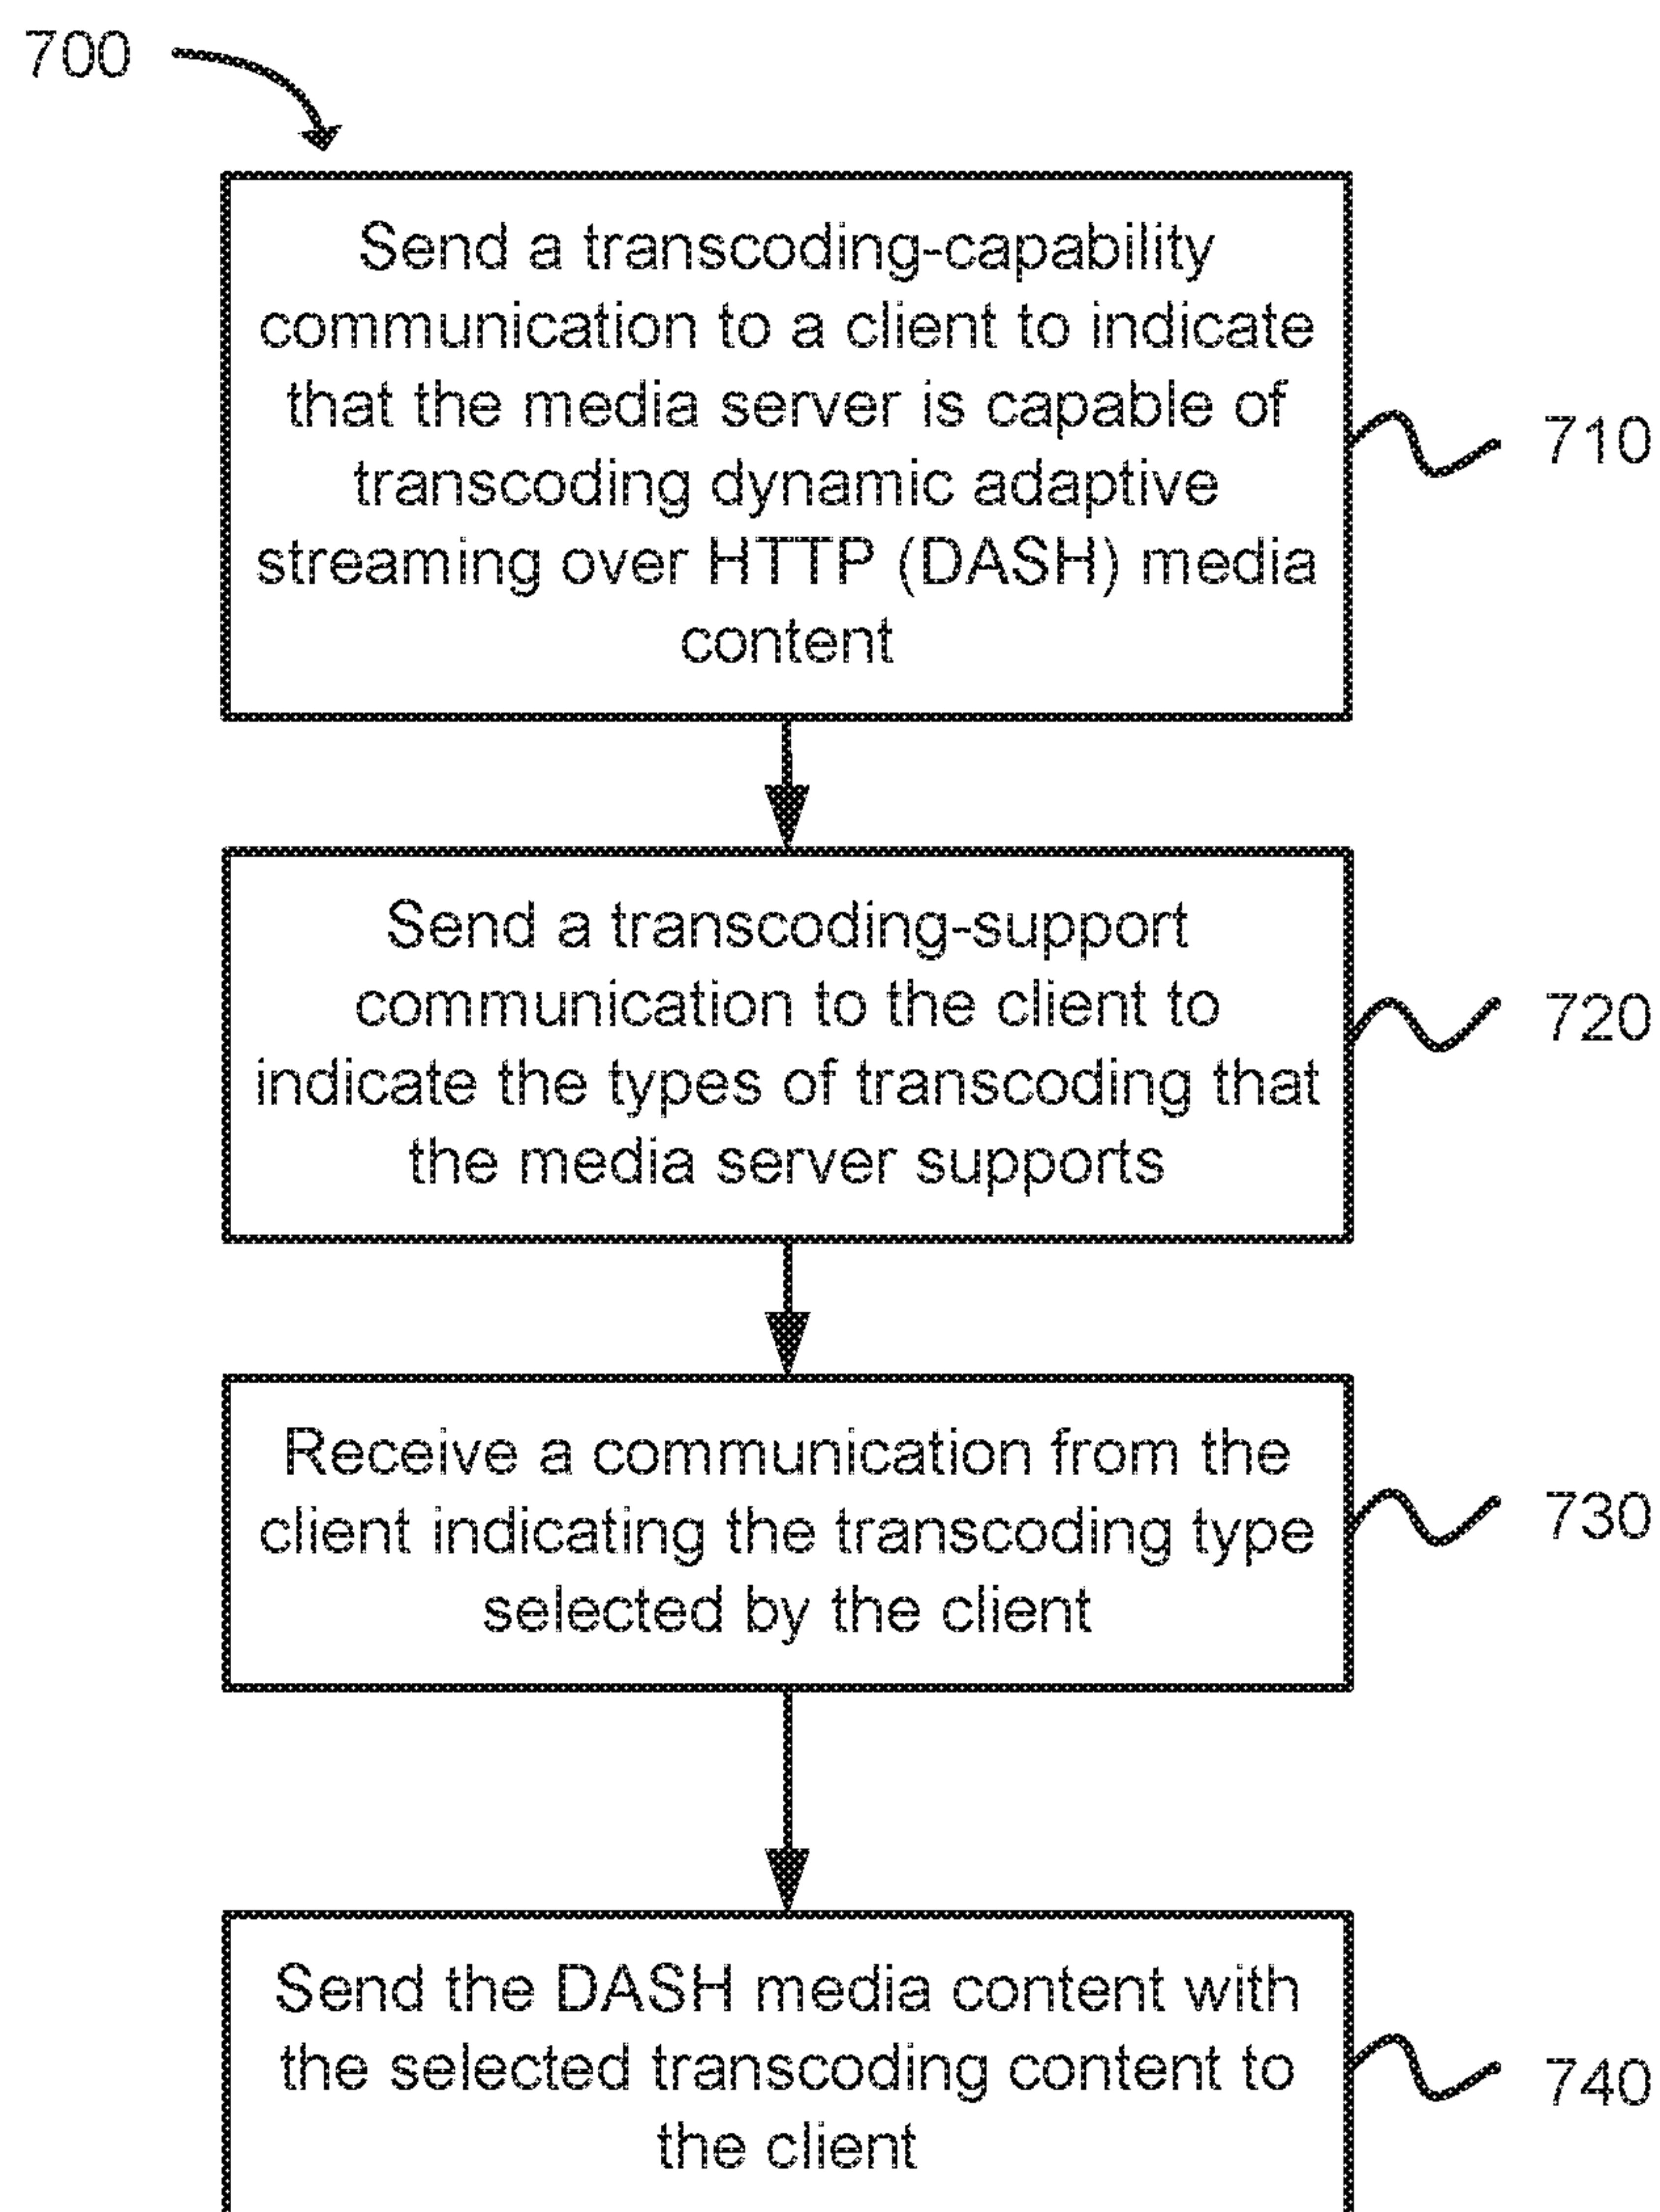 700
Send a transcoding-capability
communication to a client to indicate
that the media server is capable of
transcoding dynamic adaptive
streaming over HTTP (DASH) media
content
710
Send a transcoding-support
communication to the client to
indicate the types of transcoding that
the media server supports
720
Receive a communication from the
client indicating the transcoding type
selected by the client
730
Send the DASH media content with
the selected transcoding content to
the client
740